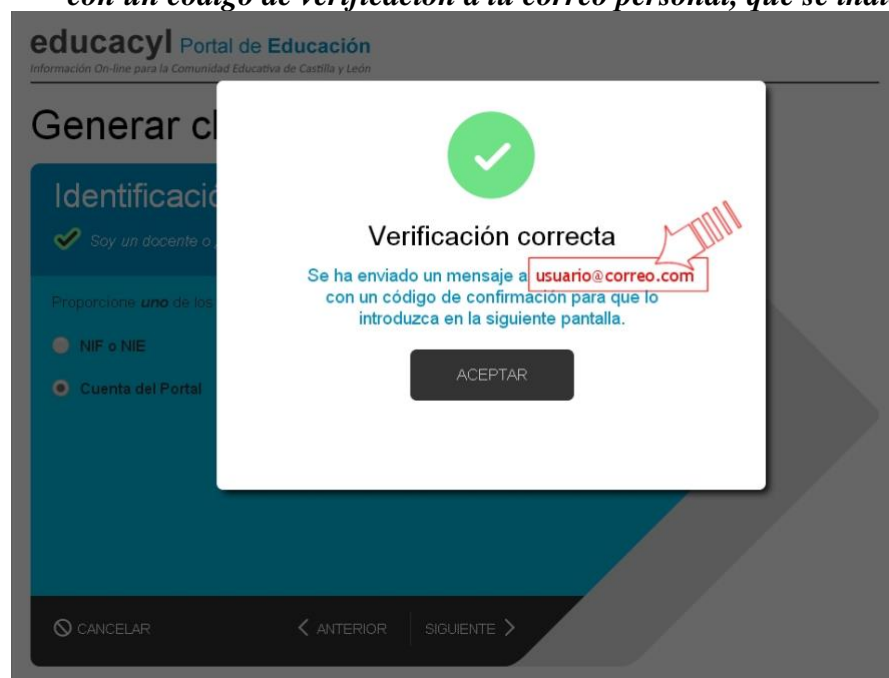 con un código de verificación a tu correo personal, que se
educacyl Portal de Educación
Información On-line para la Comunidad Educativa de Castilla y León
Generar
Identificació
Soy un docente o
Proporcione uno de los
NIF o NIE
Cuenta del Portal
Verificación correcta
Se ha enviado un mensaje a usuario@correo.com
con un código de confirmación para que lo
introduzca en la siguiente pantalla.
ACEPTAR
CANCELAR
ANTERIOR
SIGUIENTE